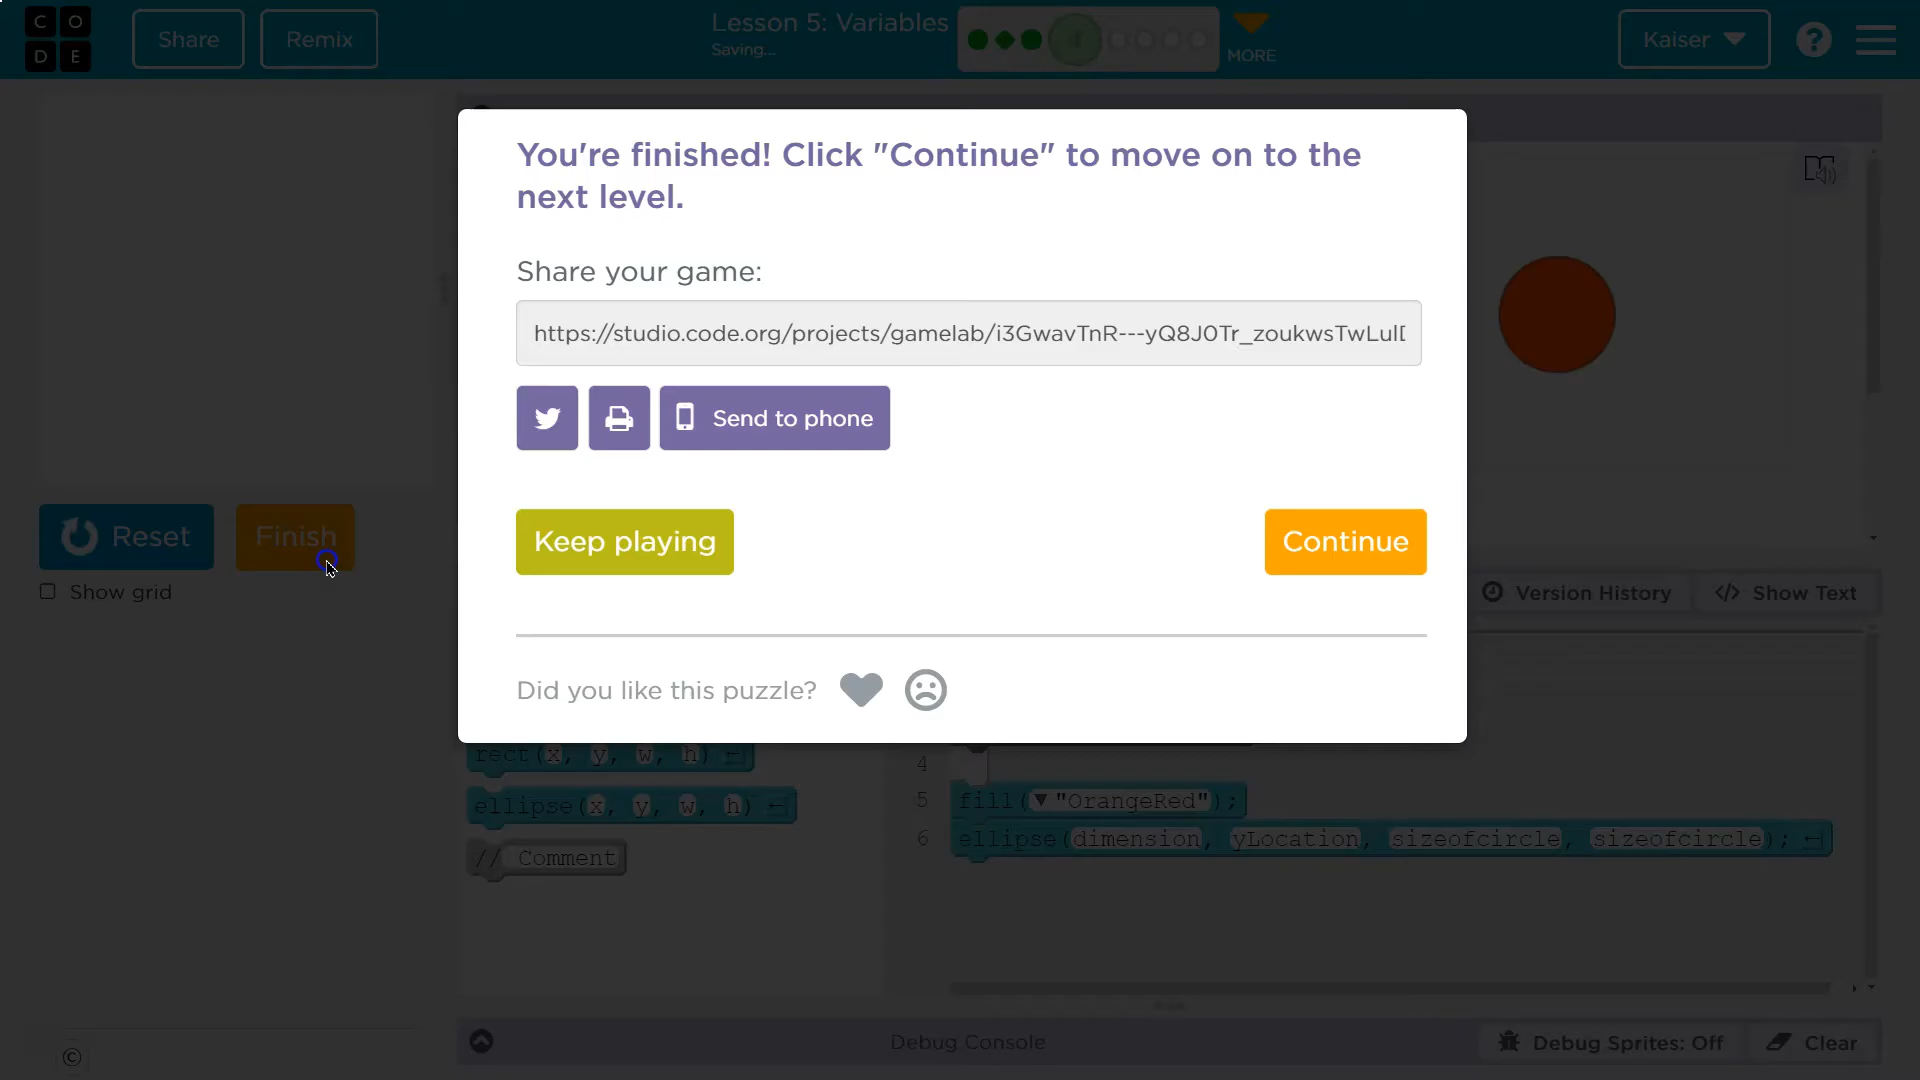 CODE
Share
Remix
Lesson 5: Variables
Saving...
4
MORE
Kaiser
?
You're finished! Click "Continue" to move on to the
next level.
Share your game:
https://studio.code.org/projects/gamelab/i3GwavTnR---yQ8J0Tr_zoukwsTwLul
Send to phone
Keep playing
Continue
Did you like this puzzle?
Reset
Finish
Show grid
Version History
</> Show Text
rect(x, y, w, h)
ellipse(x, y, w, h)
// Comment
4
5 fill("OrangeRed");
6 ellipse(dimension, yLocation, sizeofcircle, sizeofcircle);
©
Debug Console
Debug Sprites: Off
Clear